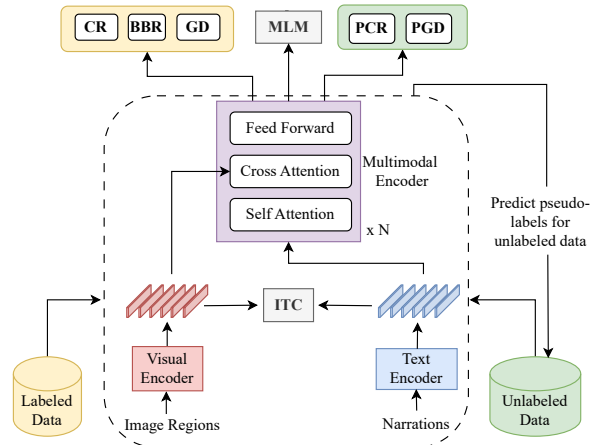 CR BBR GD
MLM
PCR PGD
Feed Forward
Cross Attention
Self Attention
Multimodal
Encoder
x N
Predict pseudo-
labels for
unlabeled data
ITC
Visual
Encoder
Text
Encoder
Labeled
Data
Image Regions
Narrations
Unlabeled
Data